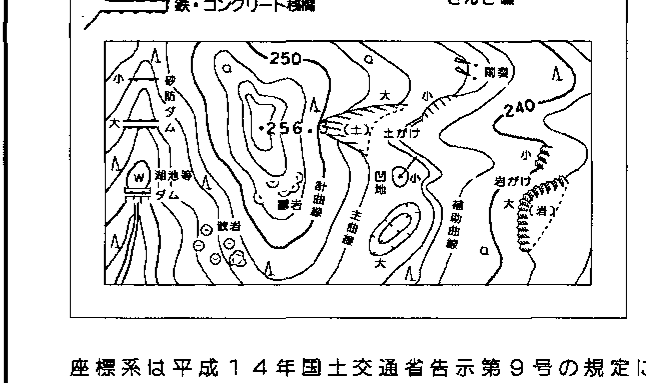 鉄・コンクリート桟橋
250
a
a
小
砂防ダム
大
大
小
雨裂
240
・256.3
(土)
土がけ
小
W
湖池等
ダム
凹地
小
岩がけ
大
(岩)
露岩
計曲線
主曲線
補助曲線
散岩
大
a
座標系は平成14年国土交通省告示第9号の規定に